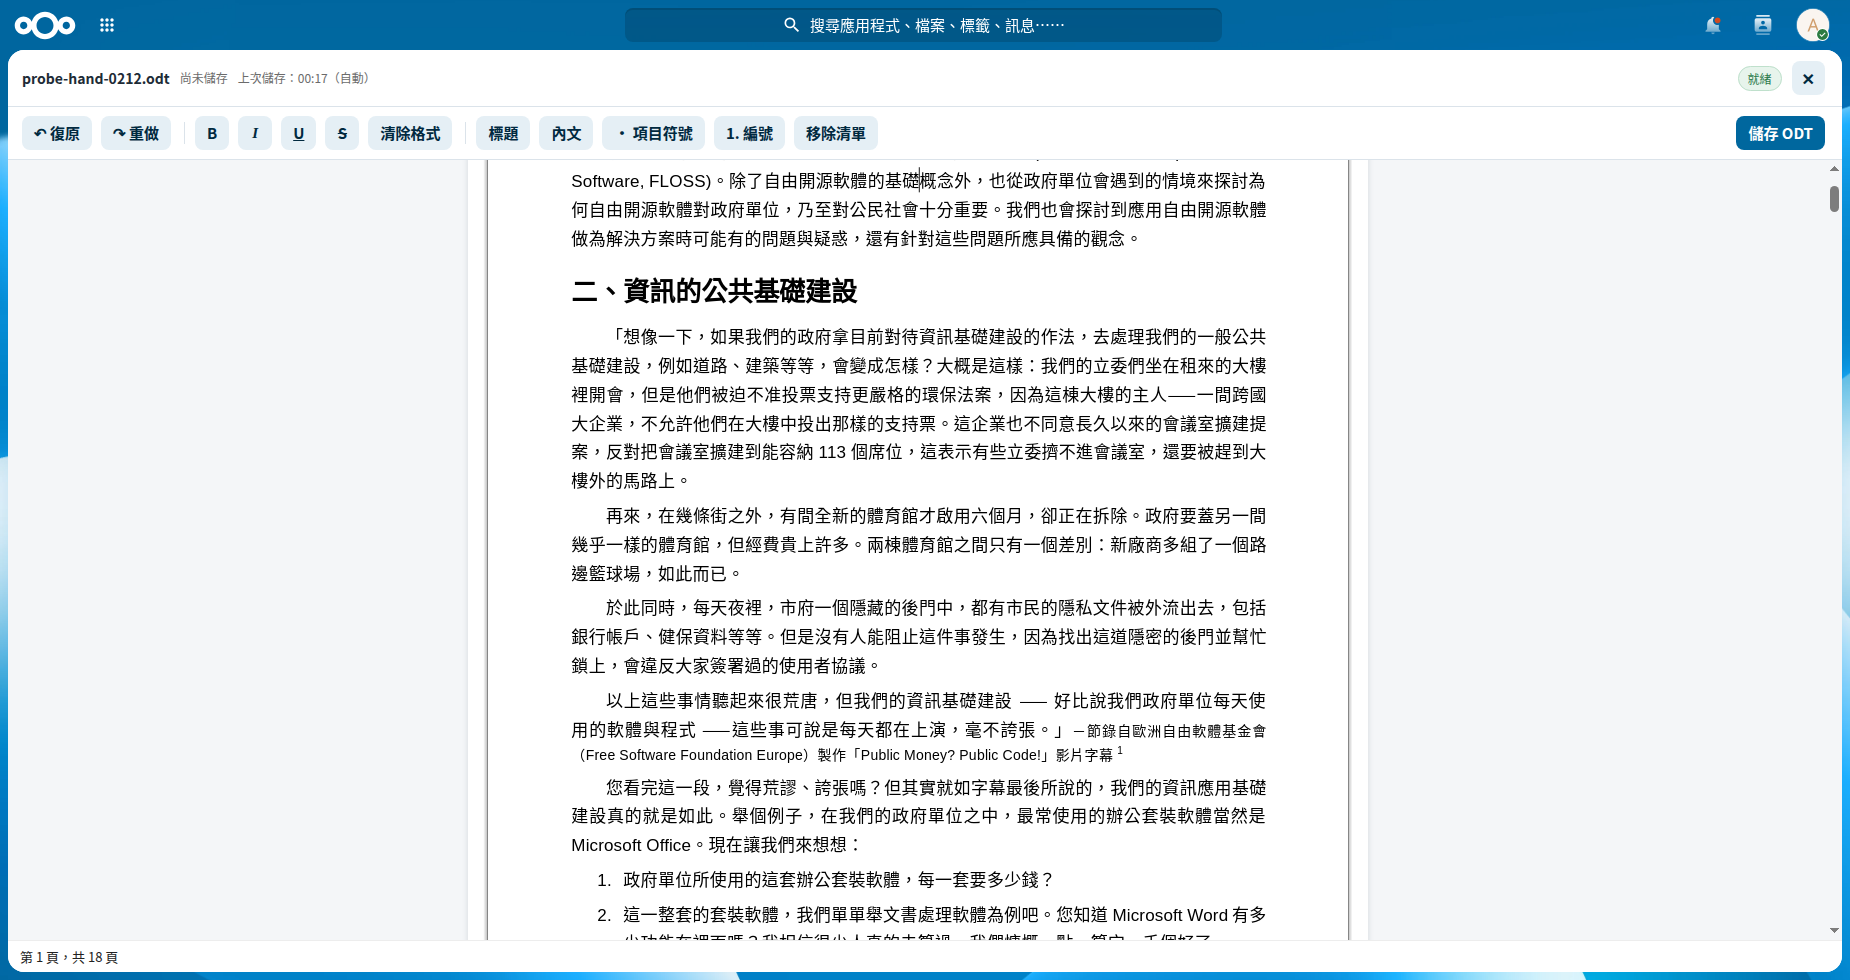 搜尋應用程式、檔案、標籤、訊息……
A
probe-hand-0212.odt 尚未儲存 上次儲存：00:17（自動）
就緒 ✕
↶ 復原 ↷ 重做 B I U S 清除格式 標題 內文 • 項目符號 1. 編號 移除清單 儲存 ODT
Software, FLOSS)。除了自由開源軟體的基礎概念外，也從政府單位會遇到的情境來探討為
何自由開源軟體對政府單位，乃至對公民社會十分重要。我們也會探討到應用自由開源軟體
做為解決方案時可能有的問題與疑惑，還有針對這些問題所應具備的觀念。
二、資訊的公共基礎建設
「想像一下，如果我們的政府拿目前對待資訊基礎建設的作法，去處理我們的一般公共
基礎建設，例如道路、建築等等，會變成怎樣？大概是這樣：我們的立委們坐在租來的大樓
裡開會，但是他們被迫不准投票支持更嚴格的環保法案，因為這棟大樓的主人——一間跨國
大企業，不允許他們在大樓中投出那樣的支持票。這企業也不同意長久以來的會議室擴建提
案，反對把會議室擴建到能容納 113 個席位，這表示有些立委擠不進會議室，還要被趕到大
樓外的馬路上。
再來，在幾條街之外，有間全新的體育館才啟用六個月，卻正在拆除。政府要蓋另一間
幾乎一樣的體育館，但經費貴上許多。兩棟體育館之間只有一個差別：新廠商多組了一個路
邊籃球場，如此而已。
於此同時，每天夜裡，市府一個隱藏的後門中，都有市民的隱私文件被外流出去，包括
銀行帳戶、健保資料等等。但是沒有人能阻止這件事發生，因為找出這道隱密的後門並幫忙
鎖上，會違反大家簽署過的使用者協議。
以上這些事情聽起來很荒唐，但我們的資訊基礎建設 —— 好比說我們政府單位每天使
用的軟體與程式 ——這些事可說是每天都在上演，毫不誇張。」—節錄自歐洲自由軟體基金會
（Free Software Foundation Europe）製作「Public Money? Public Code!」影片字幕 1
您看完這一段，覺得荒謬、誇張嗎？但其實就如字幕最後所說的，我們的資訊應用基礎
建設真的就是如此。舉個例子，在我們的政府單位之中，最常使用的辦公套裝軟體當然是
Microsoft Office。現在讓我們來想想：
1. 政府單位所使用的這套辦公套裝軟體，每一套要多少錢？
2. 這一整套的套裝軟體，我們單單舉文書處理軟體為例吧。您知道 Microsoft Word 有多
第 1 頁，共 18 頁